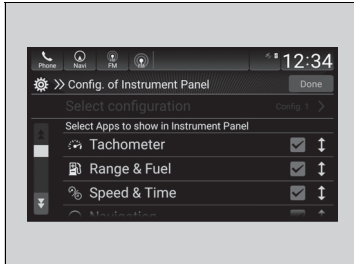 Phone Navi FM 12:34
Config. of Instrument Panel Done
Select configuration Config. 1
Select Apps to show in Instrument Panel
Tachometer
Range & Fuel
Speed & Time
Navigation